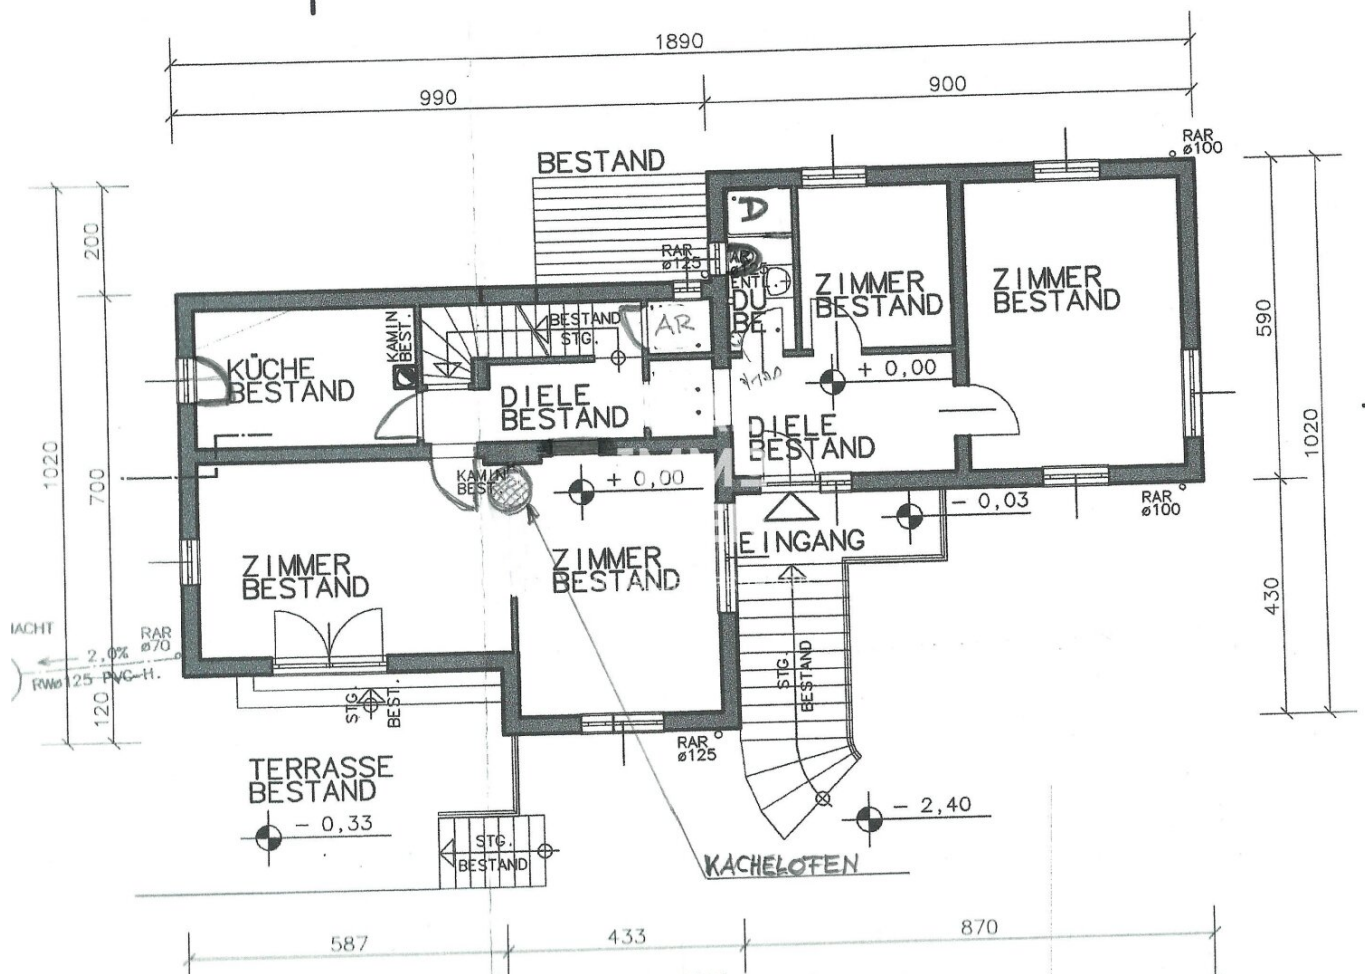 1890
990
900
BESTAND
RAR
ø100
200
RAR
ø125
D
ENT
DU
BE
ZIMMER
BESTAND
ZIMMER
BESTAND
590
1020
KAMIN
BEST.
BESTAND
STG.
AR
KÜCHE
BESTAND
DIELE
BESTAND
+ 0,00
DIELE
BESTAND
1020
700
KAMIN
BEST.
+ 0,00
- 0,03
RAR
ø100
EINGANG
ZIMMER
BESTAND
ZIMMER
BESTAND
430
RAR
ø70
2,0%
RWø125 PVC-H.
120
STG.
BEST.
STG.
BESTAND
RAR
ø125
TERRASSE
BESTAND
- 0,33
- 2,40
STG.
BESTAND
KACHELOFEN
587
433
870